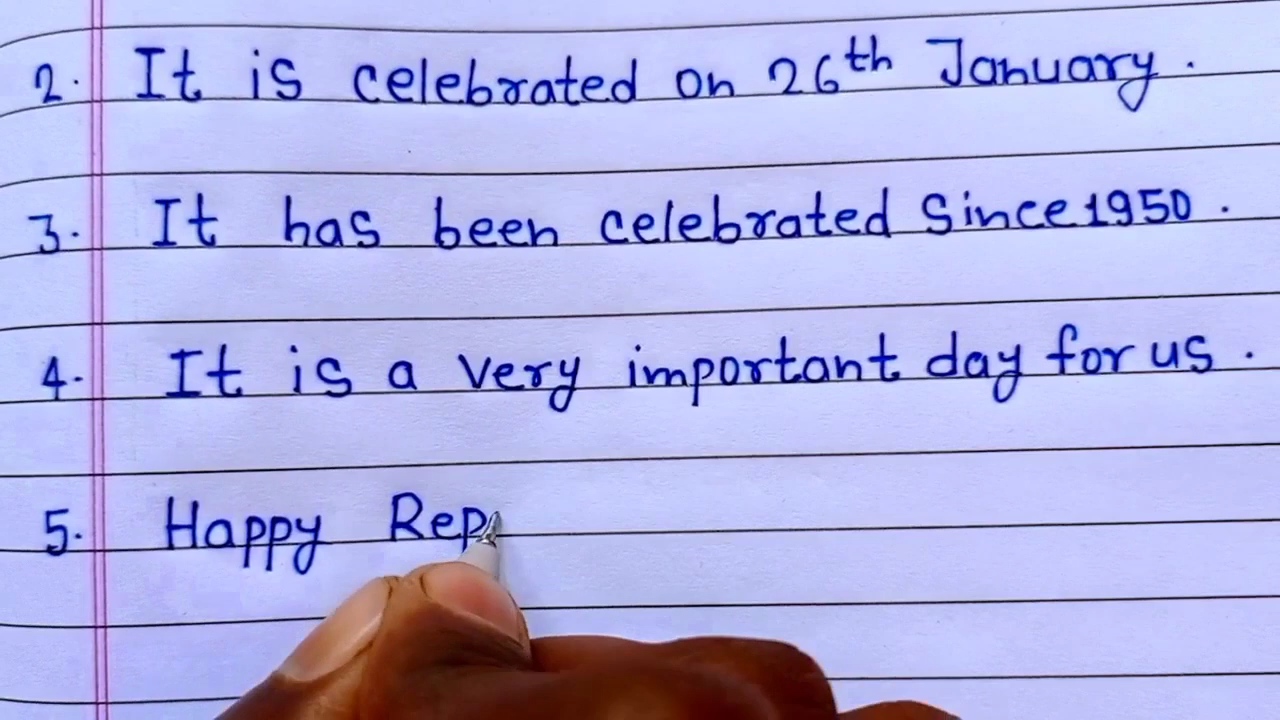 2. It is celebrated on 26th January.
3. It has been celebrated Since 1950.
4. It is a very important day for us.
5. Happy Rep